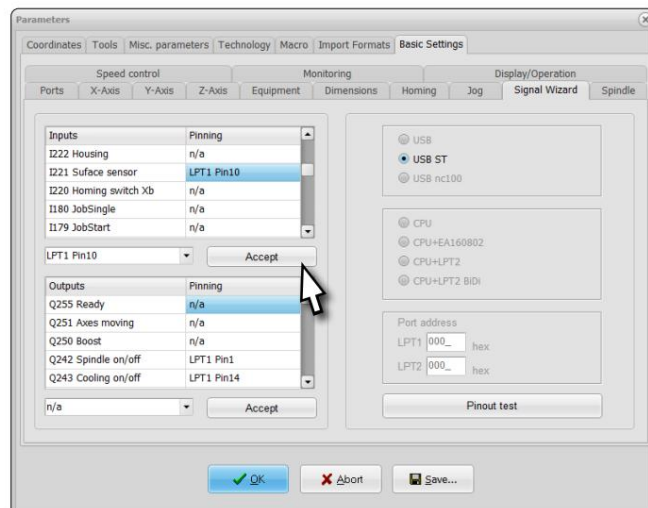 Parameters
Coordinates Tools Misc. parameters Technology Macro Import Formats Basic Settings
Speed control Monitoring Display/Operation
Ports X-Axis Y-Axis Z-Axis Equipment Dimensions Homing Jog Signal Wizard Spindle
Inputs Pinning
I222 Housing n/a
I221 Suface sensor LPT1 Pin10
I220 Homing switch Xb n/a
I180 JobSingle n/a
I179 JobStart n/a
LPT1 Pin10 Accept
Outputs Pinning
Q255 Ready n/a
Q251 Axes moving n/a
Q250 Boost n/a
Q242 Spindle on/off LPT1 Pin1
Q243 Cooling on/off LPT1 Pin14
n/a Accept
USB
USB ST
USB nc100
CPU
CPU+EA160802
CPU+LPT2
CPU+LPT2 BiDi
Port address
LPT1 000_ hex
LPT2 000_ hex
Pinout test
OK Abort Save...